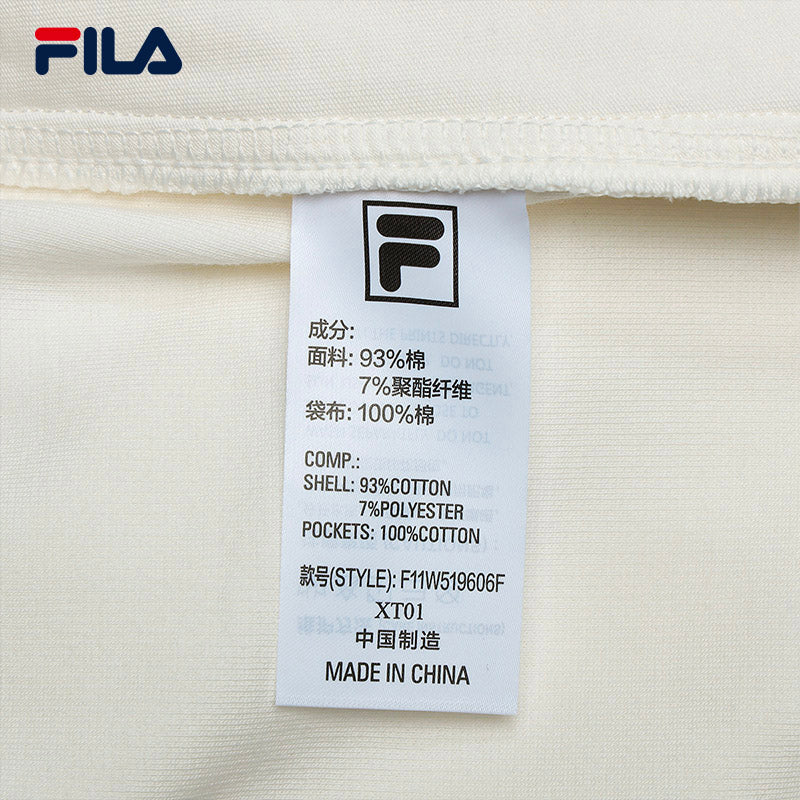 FILA
F
成分:
面料: 93%棉
7%聚酯纤维
袋布: 100%棉
COMP.:
SHELL: 93%COTTON
7%POLYESTER
POCKETS: 100%COTTON
款号(STYLE): F11W519606F
XT01
中国制造
MADE IN CHINA